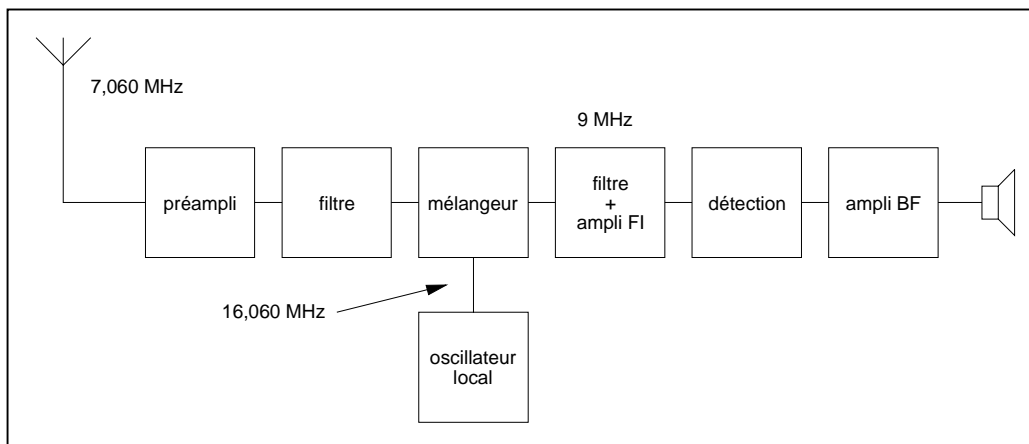 7,060 MHz
9 MHz
préampli
filtre
mélangeur
filtre
+
ampli FI
détection
ampli BF
16,060 MHz
oscillateur
local